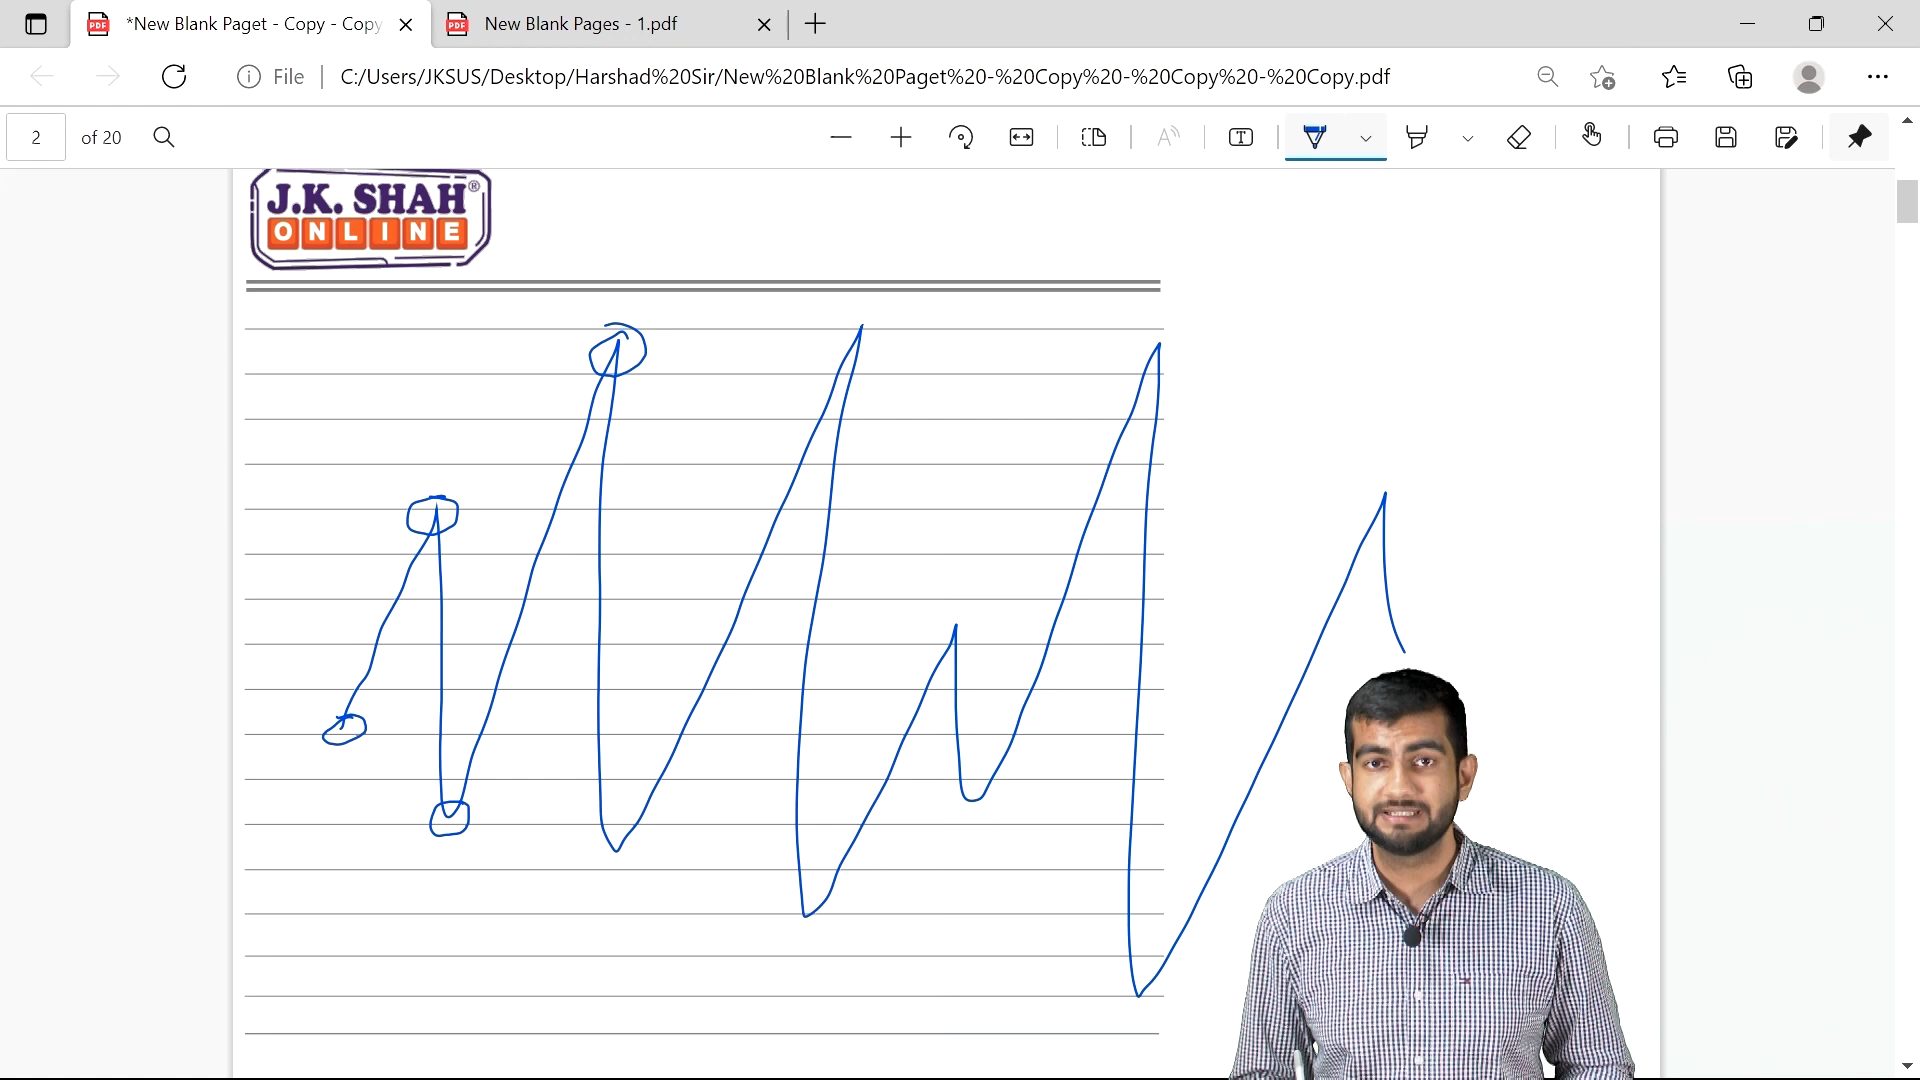 *New Blank Paget - Copy - Copy
New Blank Pages - 1.pdf
File
C:/Users/JKSUS/Desktop/Harshad%20Sir/New%20Blank%20Paget%20-%20Copy%20-%20Copy%20-%20Copy.pdf
2 of 20
J.K. SHAH®
ONLINE